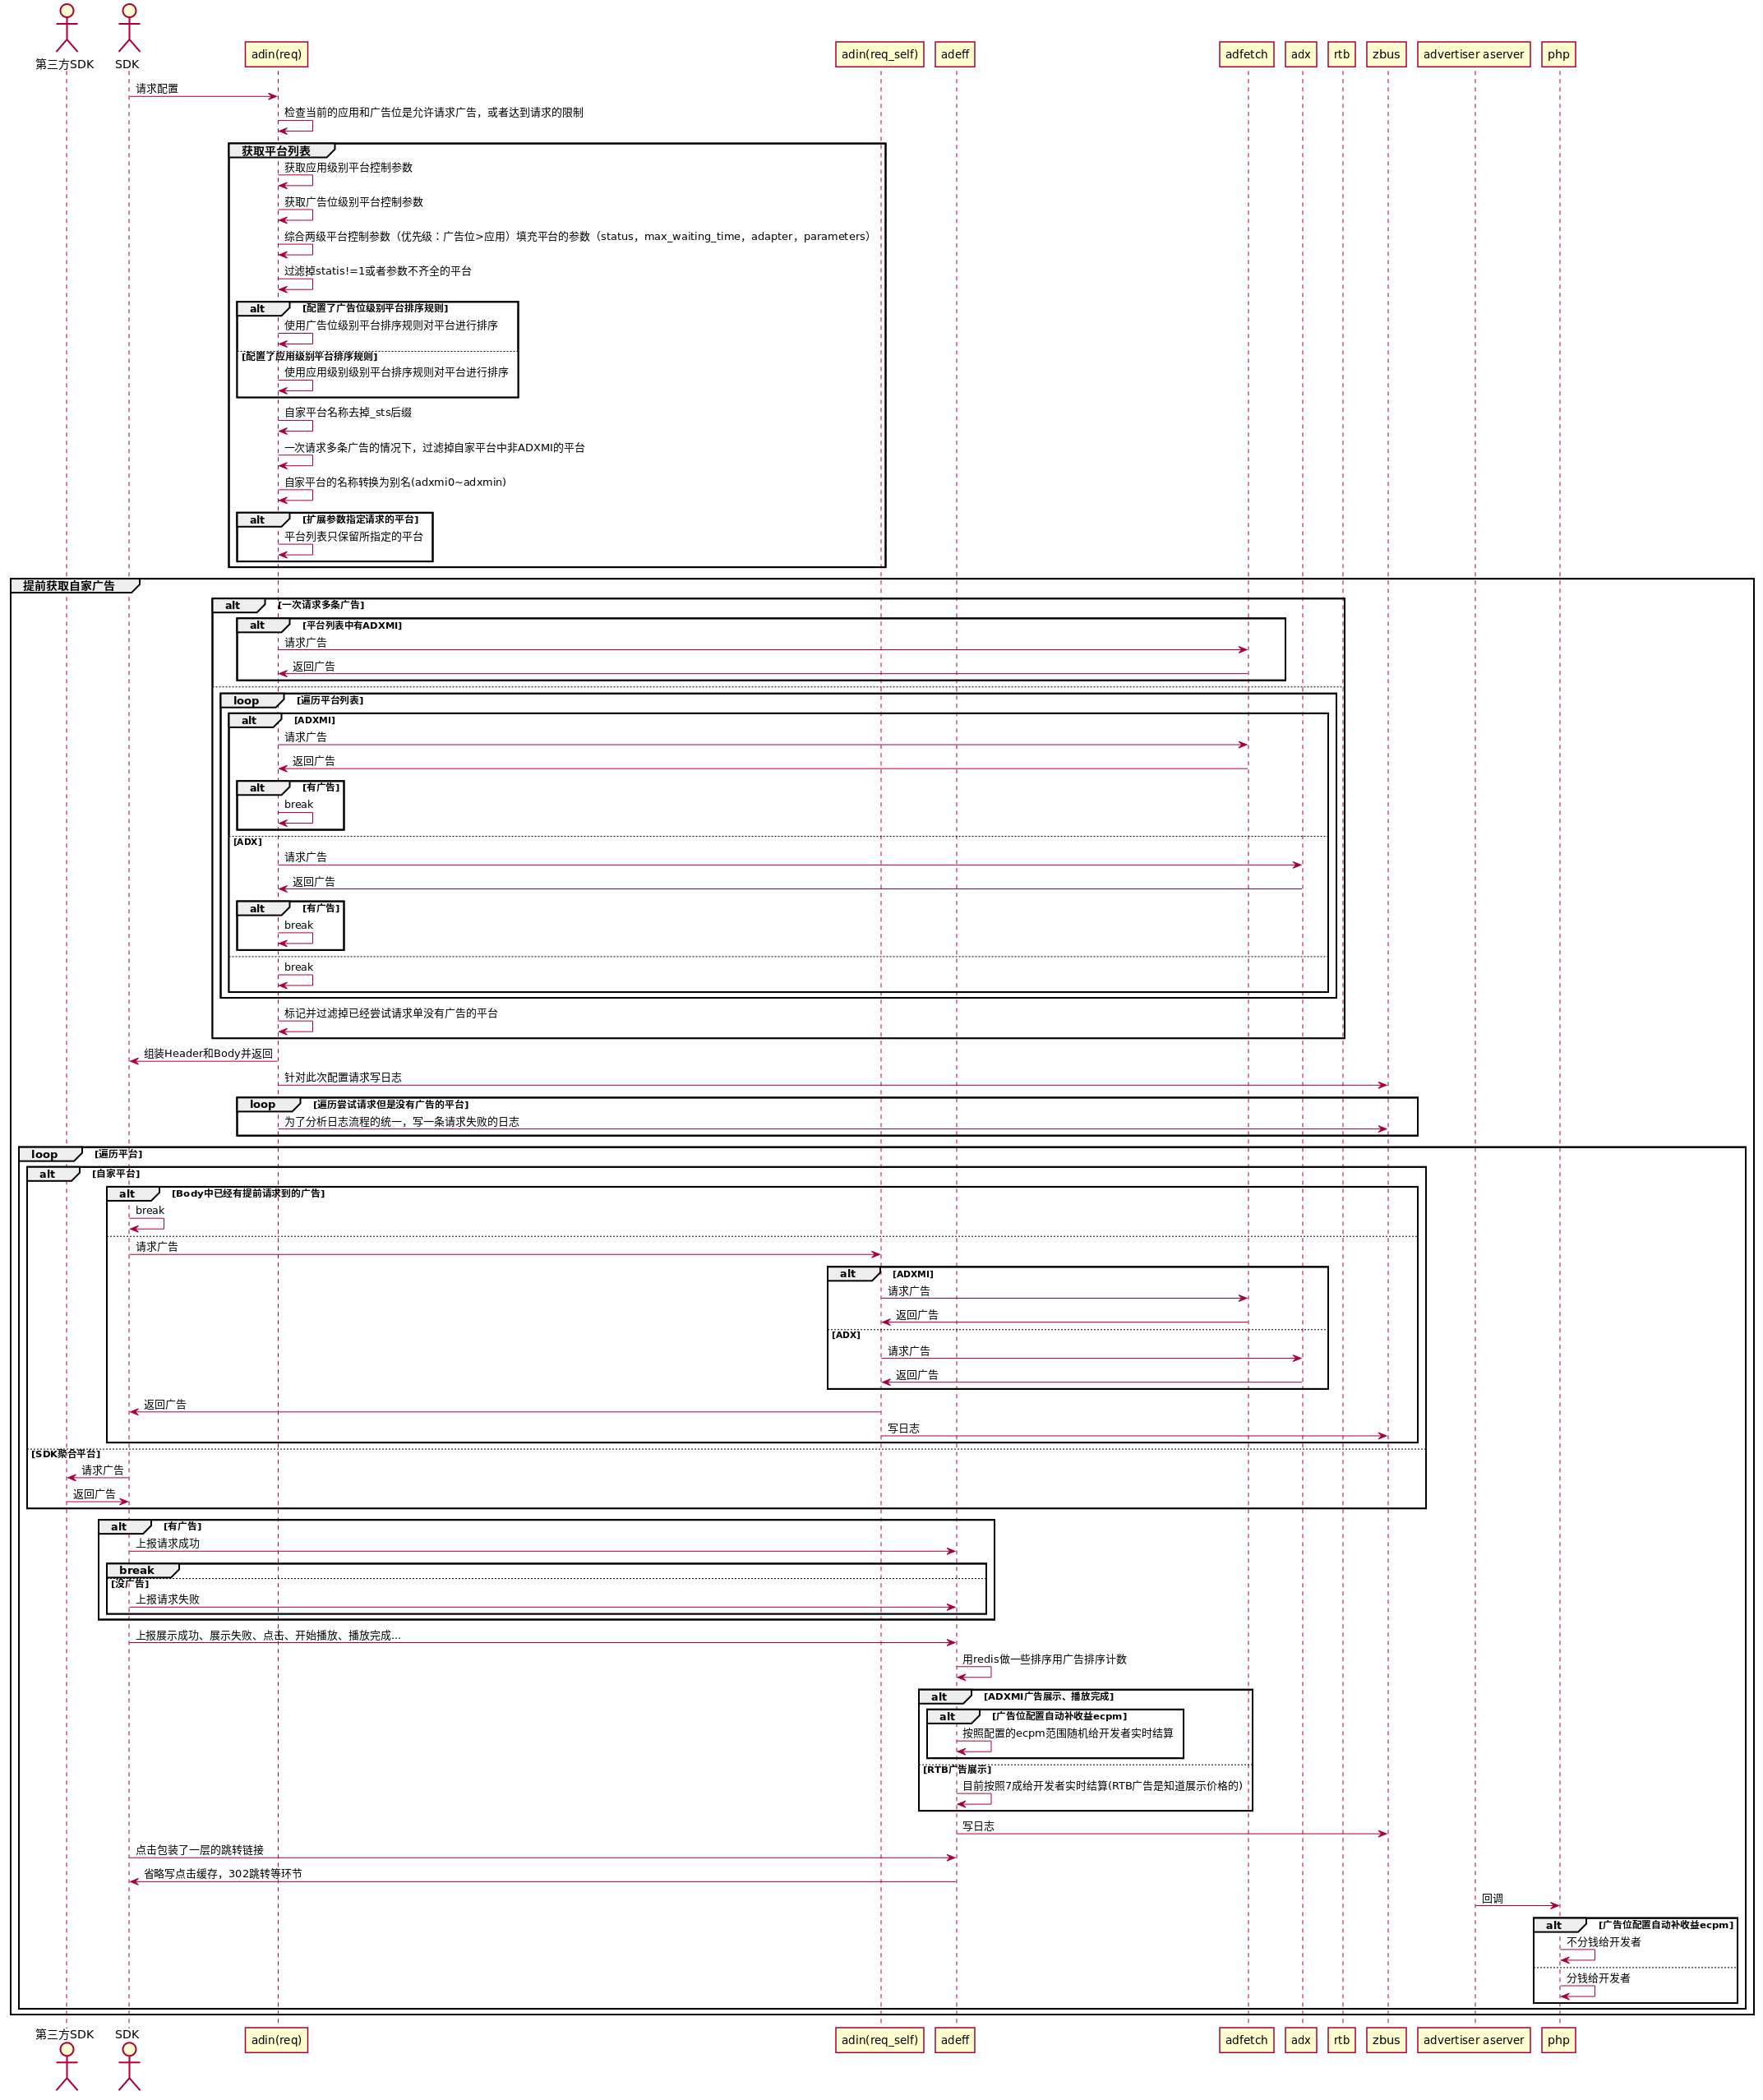 第三方SDK
SDK
adin(req)
adin(req_self)
adeff
adfetch
adx
rtb
zbus
advertiser aserver
php
请求配置
检查当前的应用和广告位是允许请求广告，或者达到请求的限制
获取平台列表
获取应用级别平台控制参数
获取广告位级别平台控制参数
综合两级平台控制参数（优先级：广告位>应用）填充平台的参数（status，max_waiting_time，adapter，parameters）
过滤掉statis!=1或者参数不齐全的平台
alt [配置了广告位级别平台排序规则]
使用广告位级别平台排序规则对平台进行排序
[配置了应用级别平台排序规则]
使用应用级别级别平台排序规则对平台进行排序
自家平台名称去掉_sts后缀
一次请求多条广告的情况下，过滤掉自家平台中非ADXMI的平台
自家平台的名称转换为别名(adxmi0~adxmin)
alt [扩展参数指定请求的平台]
平台列表只保留所指定的平台
提前获取自家广告
alt [一次请求多条广告]
alt [平台列表中有ADXMI]
请求广告
返回广告
loop [遍历平台列表]
alt [ADXMI]
请求广告
返回广告
alt [有广告]
break
[ADX]
请求广告
返回广告
alt [有广告]
break
break
标记并过滤掉已经尝试请求单没有广告的平台
组装Header和Body并返回
针对此次配置请求写日志
loop [遍历尝试请求但是没有广告的平台]
为了分析日志流程的统一，写一条请求失败的日志
loop [遍历平台]
alt [自家平台]
alt [Body中已经有提前请求到的广告]
break
请求广告
alt [ADXMI]
请求广告
返回广告
[ADX]
请求广告
返回广告
返回广告
写日志
[SDK聚合平台]
请求广告
返回广告
alt [有广告]
上报请求成功
break
[没广告]
上报请求失败
上报展示成功、展示失败、点击、开始播放、播放完成...
用redis做一些排序用广告排序计数
alt [ADXMI广告展示、播放完成]
alt [广告位配置自动补收益ecpm]
按照配置的ecpm范围随机给开发者实时结算
[RTB广告展示]
目前按照7成给开发者实时结算(RTB广告是知道展示价格的)
写日志
点击包装了一层的跳转链接
省略写点击缓存，302跳转等环节
回调
alt [广告位配置自动补收益ecpm]
不分钱给开发者
分钱给开发者
第三方SDK
SDK
adin(req)
adin(req_self)
adeff
adfetch
adx
rtb
zbus
advertiser aserver
php